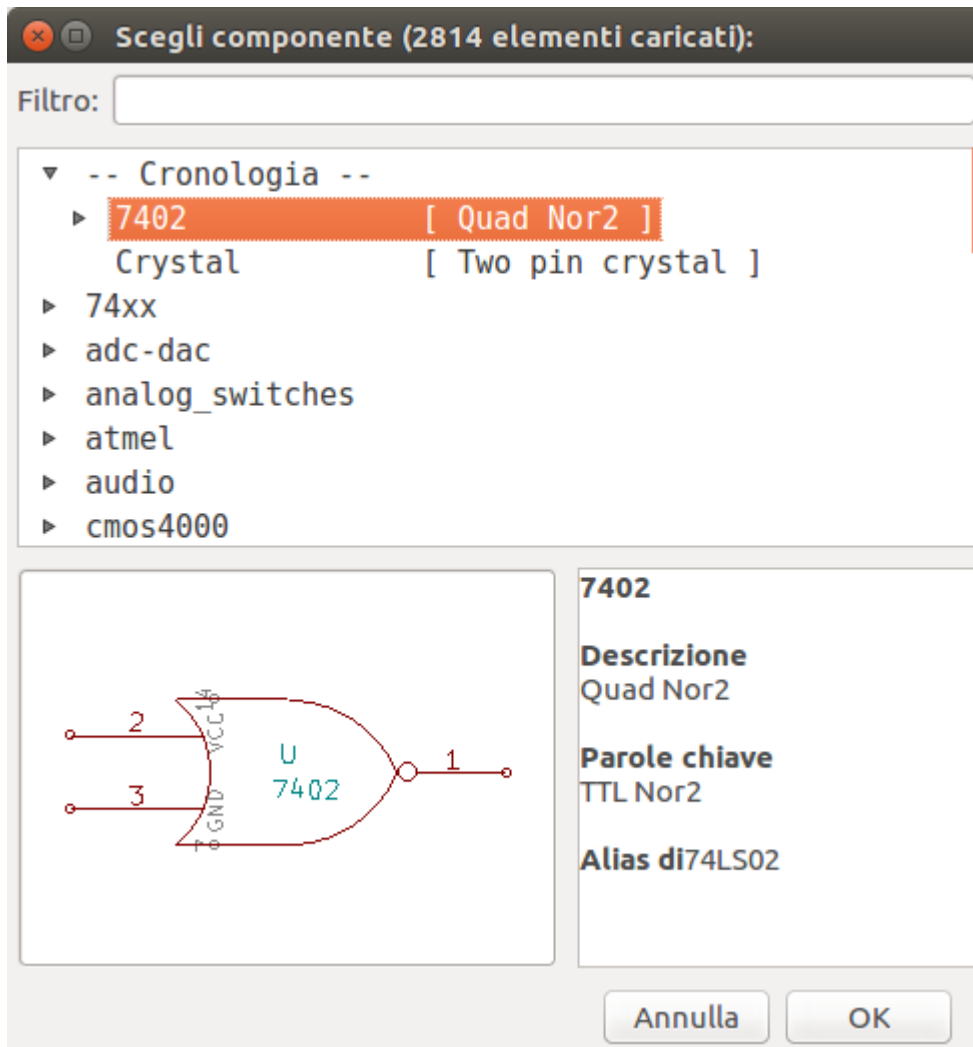 Scegli componente (2814 elementi caricati):
Filtro:
-- Cronologia --
7402 [ Quad Nor2 ]
Crystal [ Two pin crystal ]
74xx
adc-dac
analog_switches
atmel
audio
cmos4000
14
VCC
2
U
7402
1
3
GND
7
7402
Descrizione
Quad Nor2
Parole chiave
TTL Nor2
Alias di74LS02
Annulla
OK